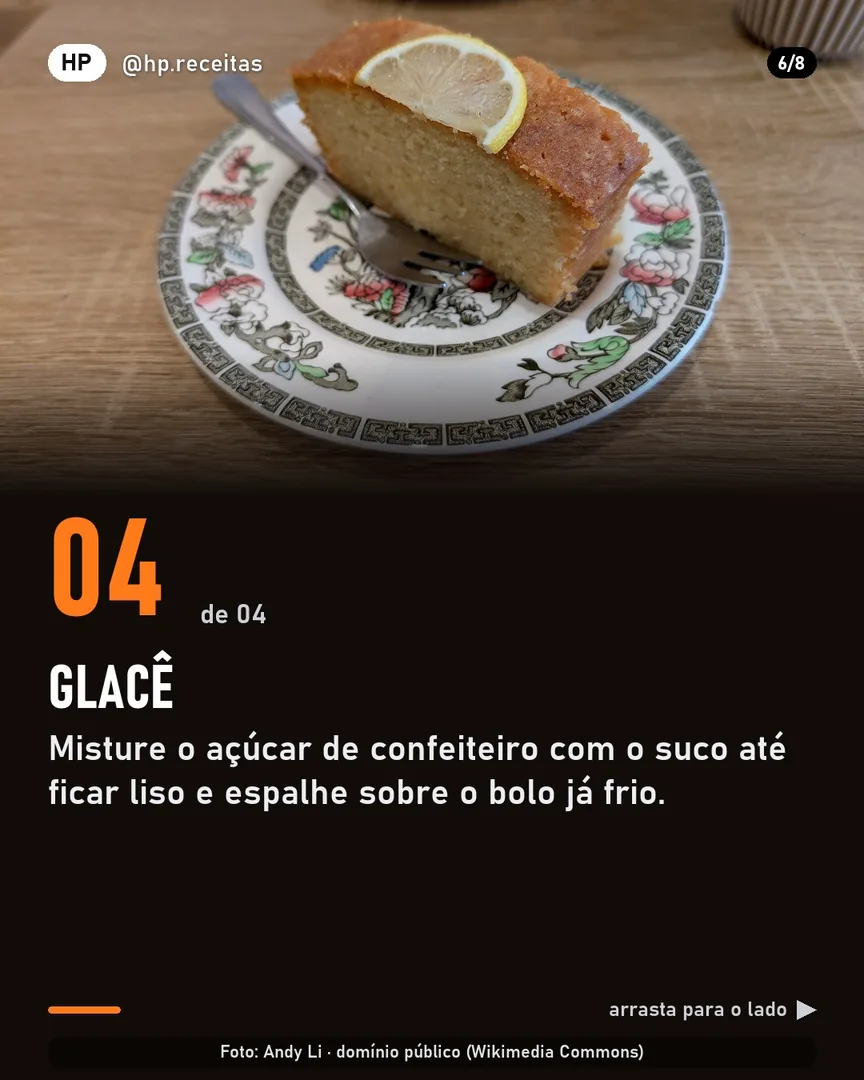 HP @hp.receitas 6/8
04 de 04
GLACÊ
Misture o açúcar de confeiteiro com o suco até
ficar liso e espalhe sobre o bolo já frio.
arrasta para o lado ▶
Foto: Andy Li · domínio público (Wikimedia Commons)